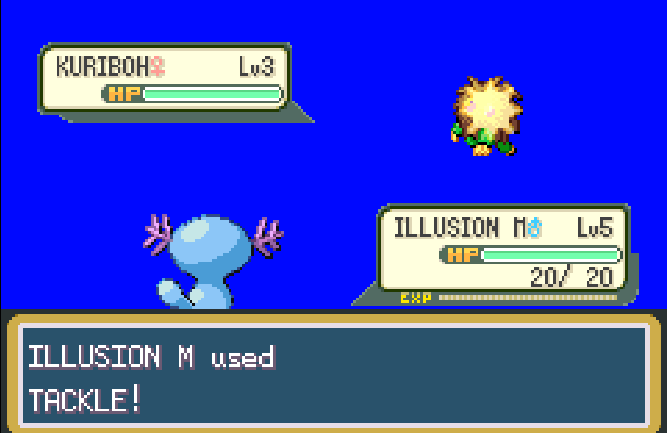 KURIBOH♀ Lv3
HP
ILLUSION M♂ Lv5
HP
20/ 20
EXP
ILLUSION M used
TACKLE!